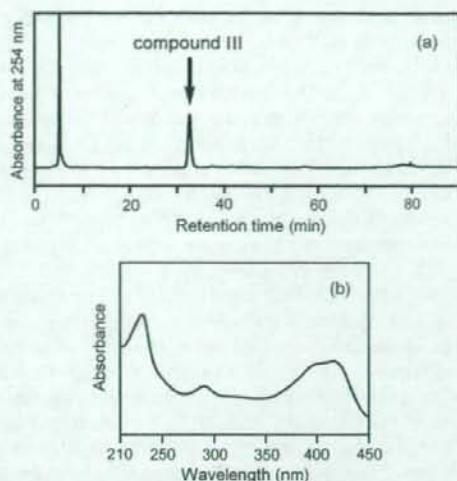 (a)
compound III
Absorbance at 254 nm
0 20 40 60 80
Retention time (min)
(b)
Absorbance
210 250 300 350 400 450
Wavelength (nm)